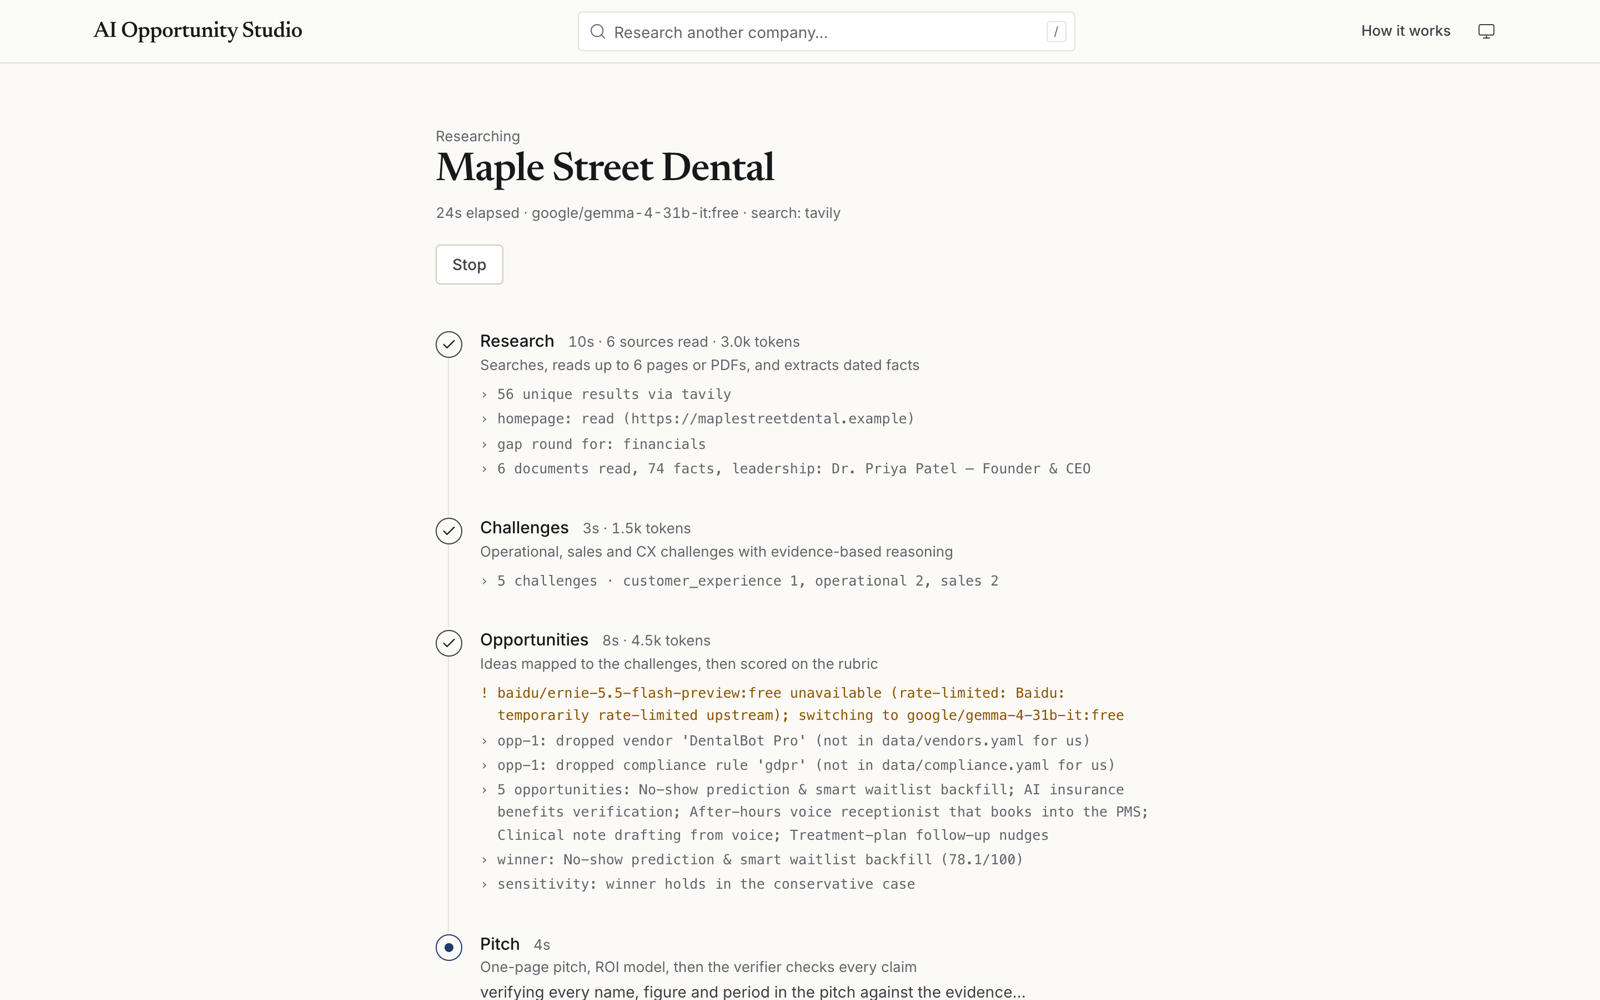 AI Opportunity Studio
Research another company...
/
How it works
Researching
Maple Street Dental
24s elapsed · google/gemma-4-31b-it:free · search: tavily
Stop
Research 10s · 6 sources read · 3.0k tokens
Searches, reads up to 6 pages or PDFs, and extracts dated facts
› 56 unique results via tavily
› homepage: read (https://maplestreetdental.example)
› gap round for: financials
› 6 documents read, 74 facts, leadership: Dr. Priya Patel — Founder & CEO
Challenges 3s · 1.5k tokens
Operational, sales and CX challenges with evidence-based reasoning
› 5 challenges · customer_experience 1, operational 2, sales 2
Opportunities 8s · 4.5k tokens
Ideas mapped to the challenges, then scored on the rubric
! baidu/ernie-5.5-flash-preview:free unavailable (rate-limited: Baidu:
temporarily rate-limited upstream); switching to google/gemma-4-31b-it:free
› opp-1: dropped vendor 'DentalBot Pro' (not in data/vendors.yaml for us)
› opp-1: dropped compliance rule 'gdpr' (not in data/compliance.yaml for us)
› 5 opportunities: No-show prediction & smart waitlist backfill; AI insurance
benefits verification; After-hours voice receptionist that books into the PMS;
Clinical note drafting from voice; Treatment-plan follow-up nudges
› winner: No-show prediction & smart waitlist backfill (78.1/100)
› sensitivity: winner holds in the conservative case
Pitch 4s
One-page pitch, ROI model, then the verifier checks every claim
verifying every name, figure and period in the pitch against the evidence...